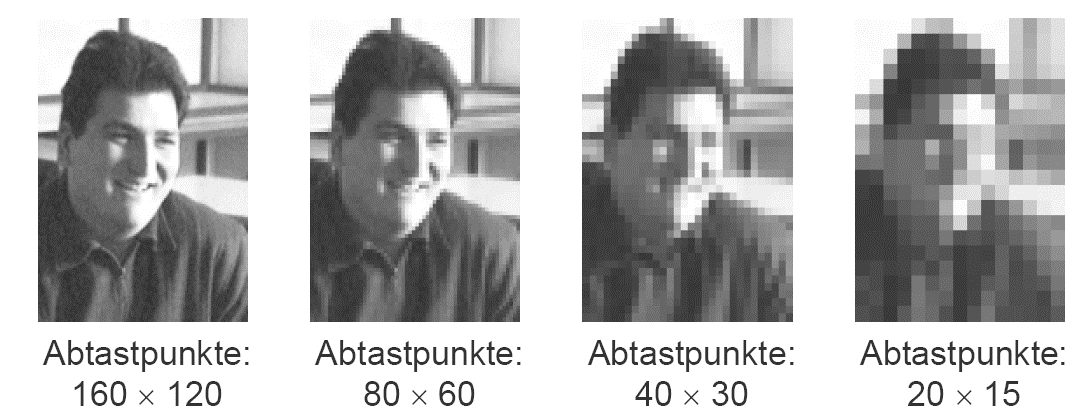 Abtastpunkte:
160 × 120
Abtastpunkte:
80 × 60
Abtastpunkte:
40 × 30
Abtastpunkte:
20 × 15